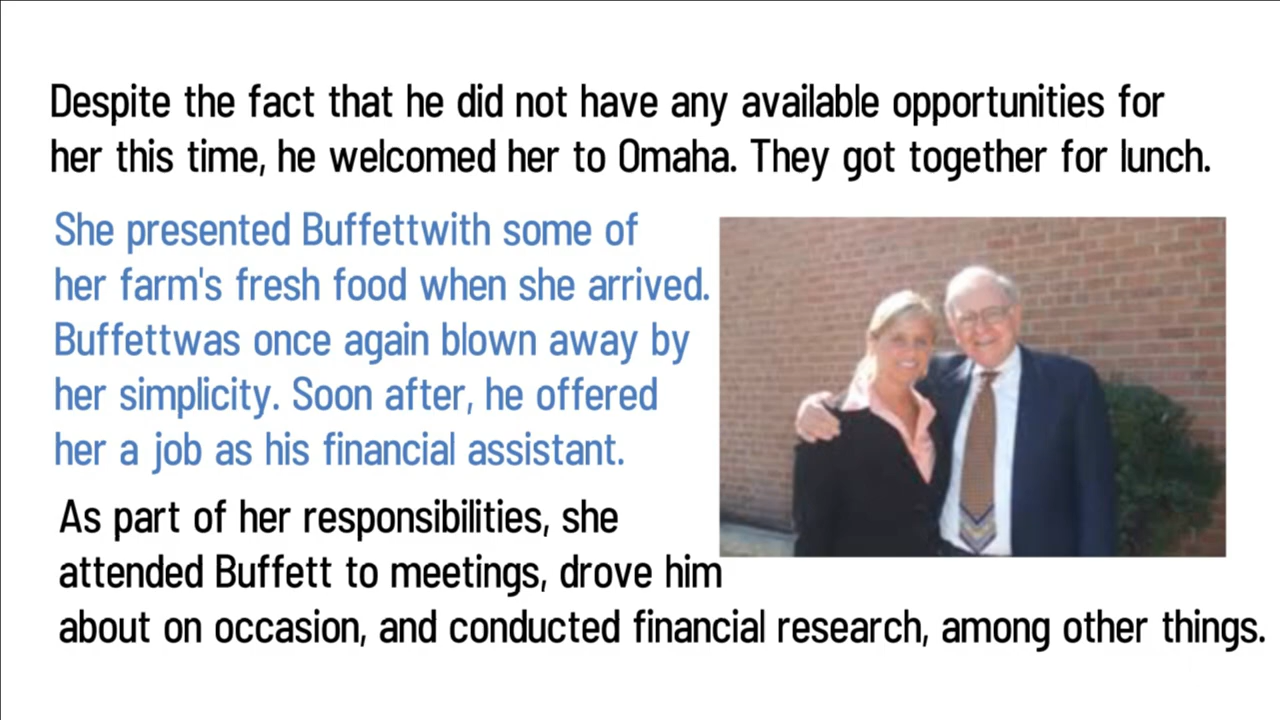 Despite the fact that he did not have any available opportunities for
her this time, he welcomed her to Omaha. They got together for lunch.
She presented Buffettwith some of
her farm's fresh food when she arrived.
Buffettwas once again blown away by
her simplicity. Soon after, he offered
her a job as his financial assistant.
As part of her responsibilities, she
attended Buffett to meetings, drove him
about on occasion, and conducted financial research, among other things.